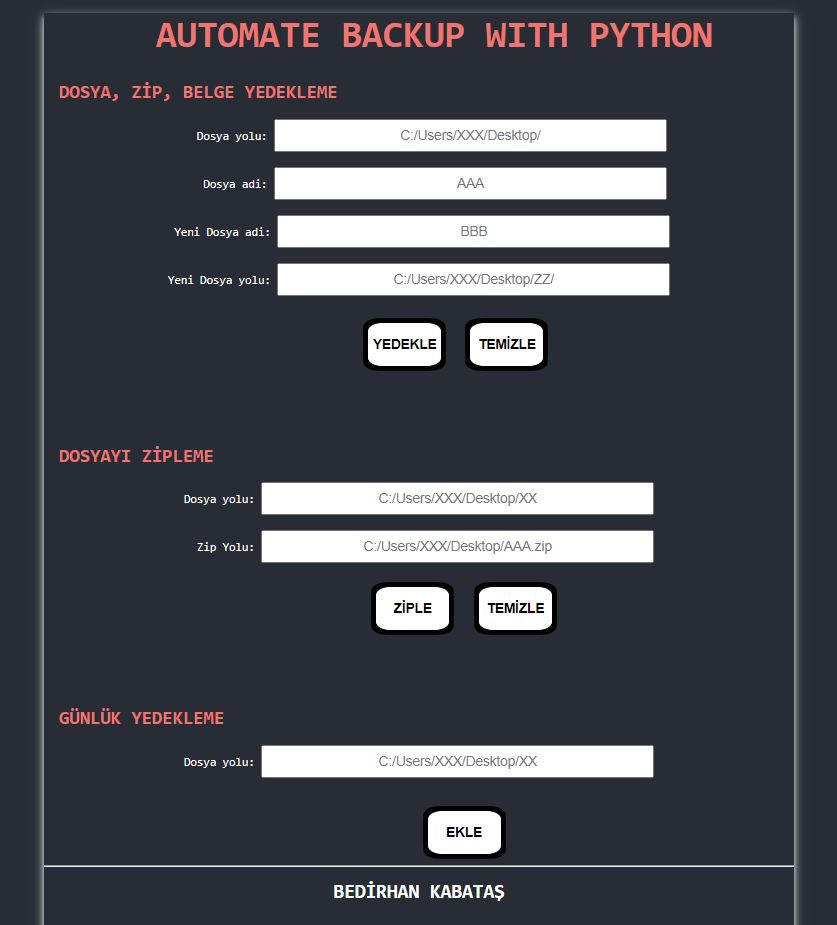 AUTOMATE BACKUP WITH PYTHON
DOSYA, ZİP, BELGE YEDEKLEME
Dosya yolu: C:/Users/XXX/Desktop/
Dosya adi: AAA
Yeni Dosya adi: BBB
Yeni Dosya yolu: C:/Users/XXX/Desktop/ZZ/
YEDEKLE TEMİZLE
DOSYAYI ZİPLEME
Dosya yolu: C:/Users/XXX/Desktop/XX
Zip Yolu: C:/Users/XXX/Desktop/AAA.zip
ZİPLE TEMİZLE
GÜNLÜK YEDEKLEME
Dosya yolu: C:/Users/XXX/Desktop/XX
EKLE
BEDİRHAN KABATAŞ